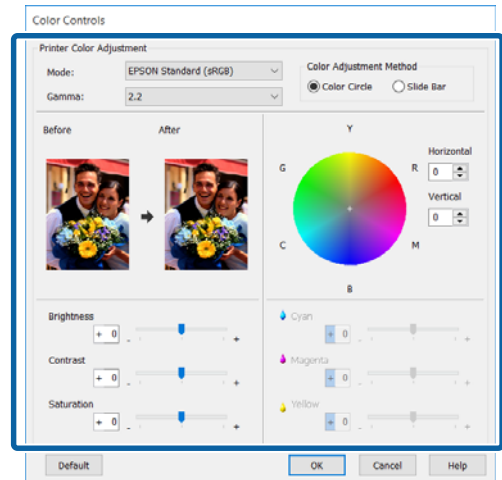 Color Controls
Printer Color Adjustment
Mode: EPSON Standard (sRGB)
Gamma: 2.2
Color Adjustment Method
Color Circle Slide Bar
Before After
Y
G R
C M
B
Horizontal
0
Vertical
0
Brightness
+ 0 - +
Contrast
+ 0 - +
Saturation
+ 0 - +
Cyan
+ 0 - +
Magenta
+ 0 - +
Yellow
+ 0 - +
Default OK Cancel Help